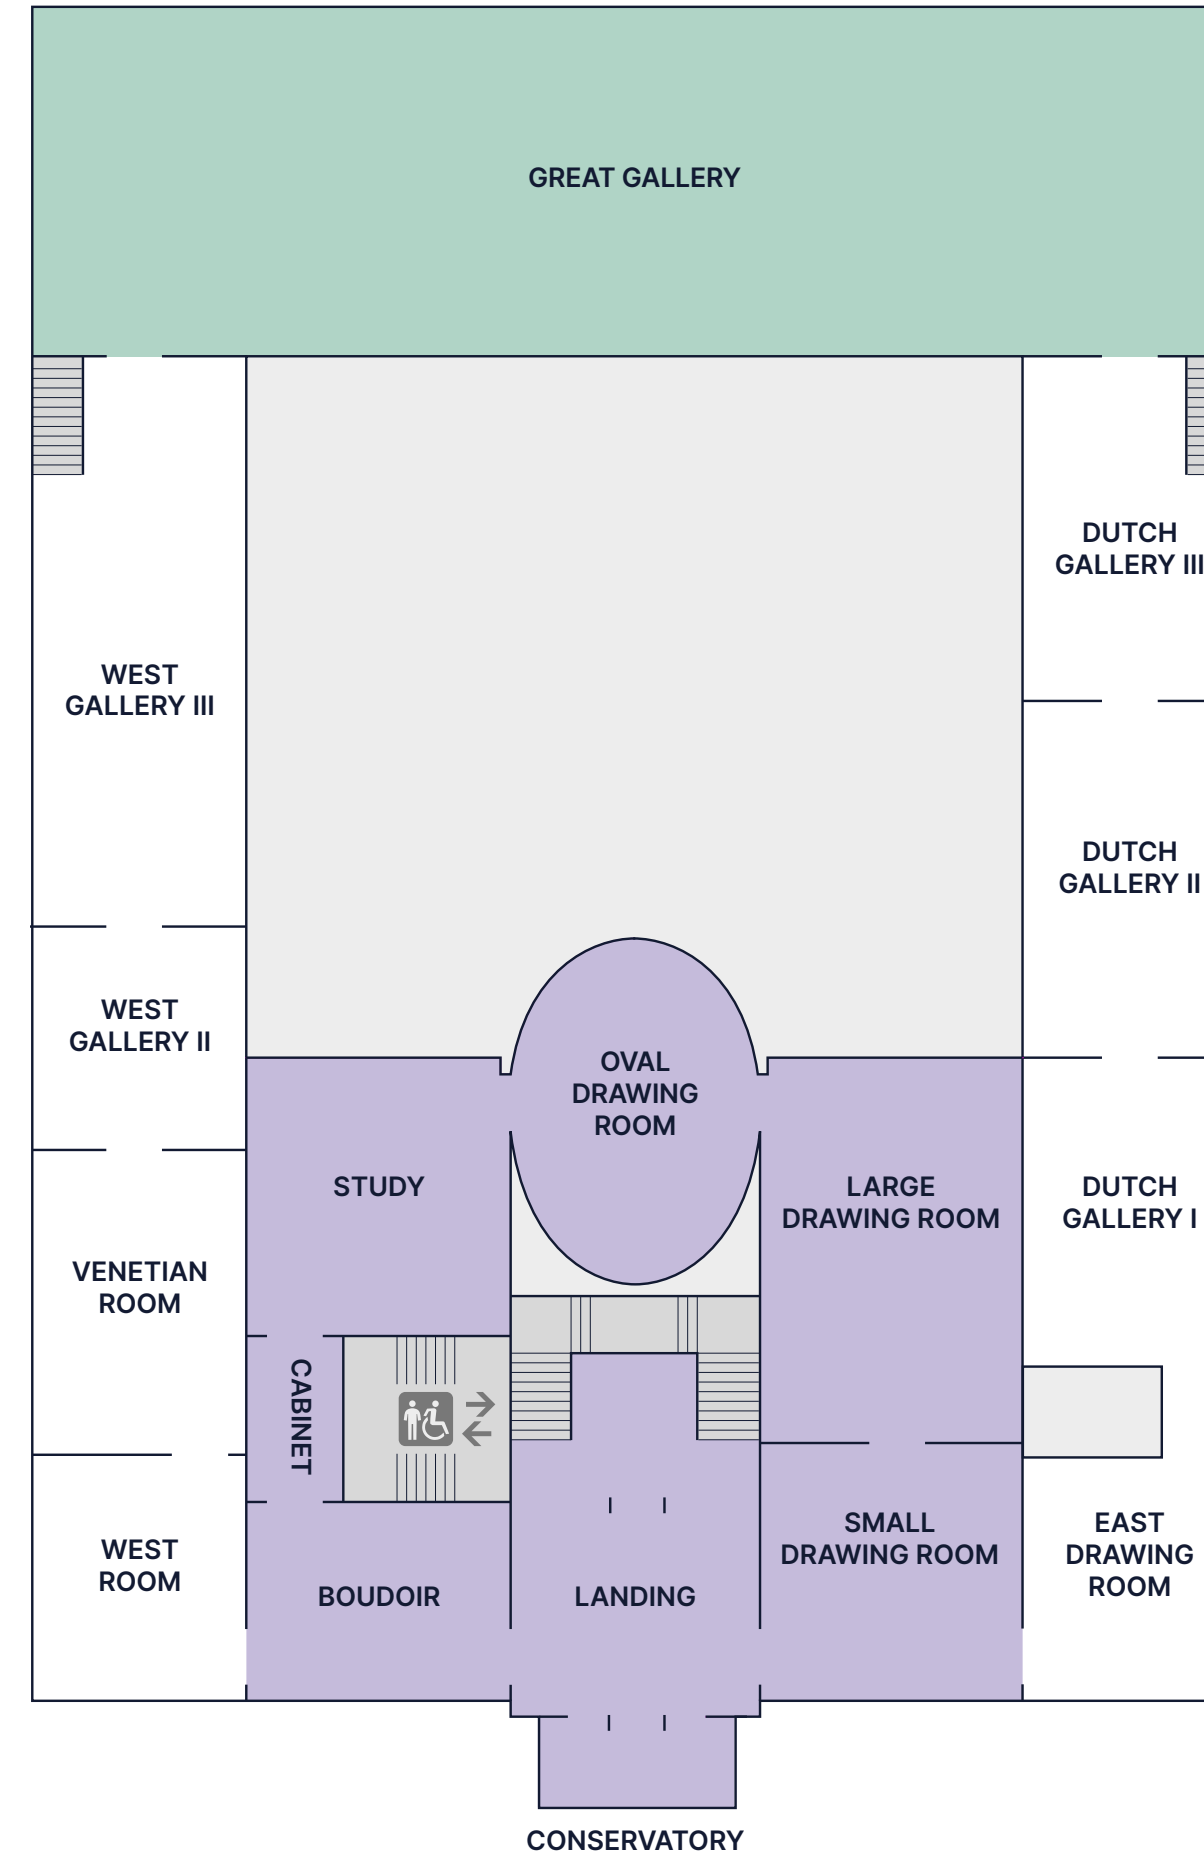 GREAT GALLERY
DUTCH
GALLERY III
WEST
GALLERY III
DUTCH
GALLERY II
WEST
GALLERY II
OVAL
DRAWING
ROOM
STUDY
LARGE
DRAWING ROOM
DUTCH
GALLERY I
VENETIAN
ROOM
CABINET
WEST
ROOM
BOUDOIR
LANDING
SMALL
DRAWING ROOM
EAST
DRAWING
ROOM
CONSERVATORY